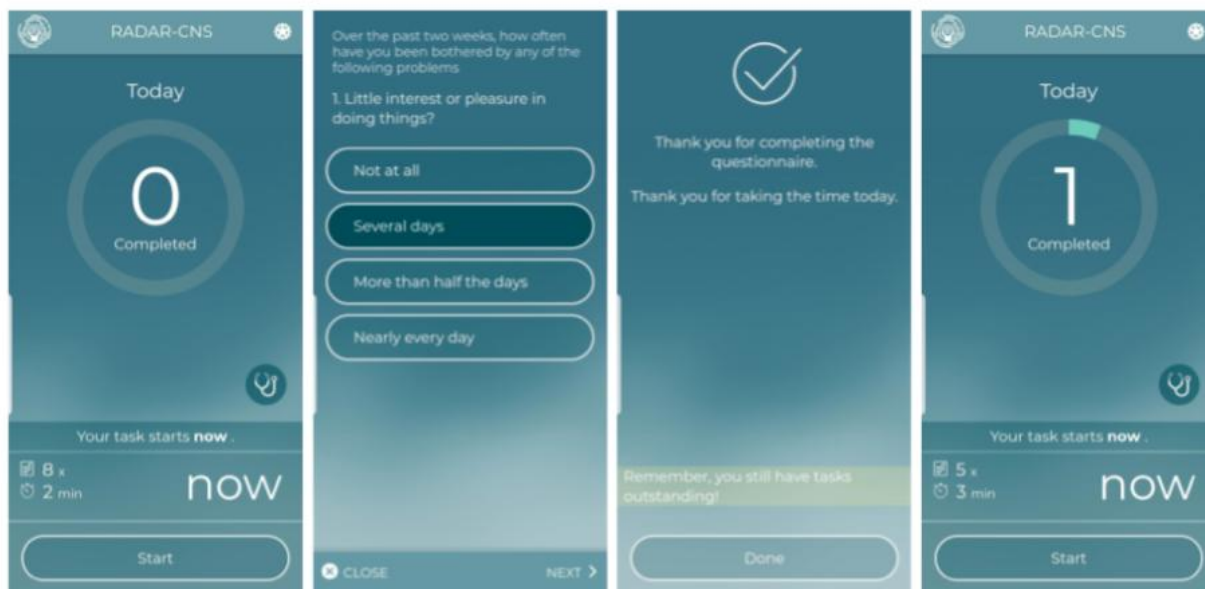 RADAR-CNS
Today
0
Completed
Your task starts now .
8 x
2 min
now
Start
Over the past two weeks, how often
have you been bothered by any of the
following problems
1. Little interest or pleasure in
doing things?
Not at all
Several days
More than half the days
Nearly every day
CLOSE
NEXT
Thank you for completing the
questionnaire.
Thank you for taking the time today.
Remember, you still have tasks
outstanding!
Done
RADAR-CNS
Today
1
Completed
Your task starts now .
5 x
3 min
now
Start